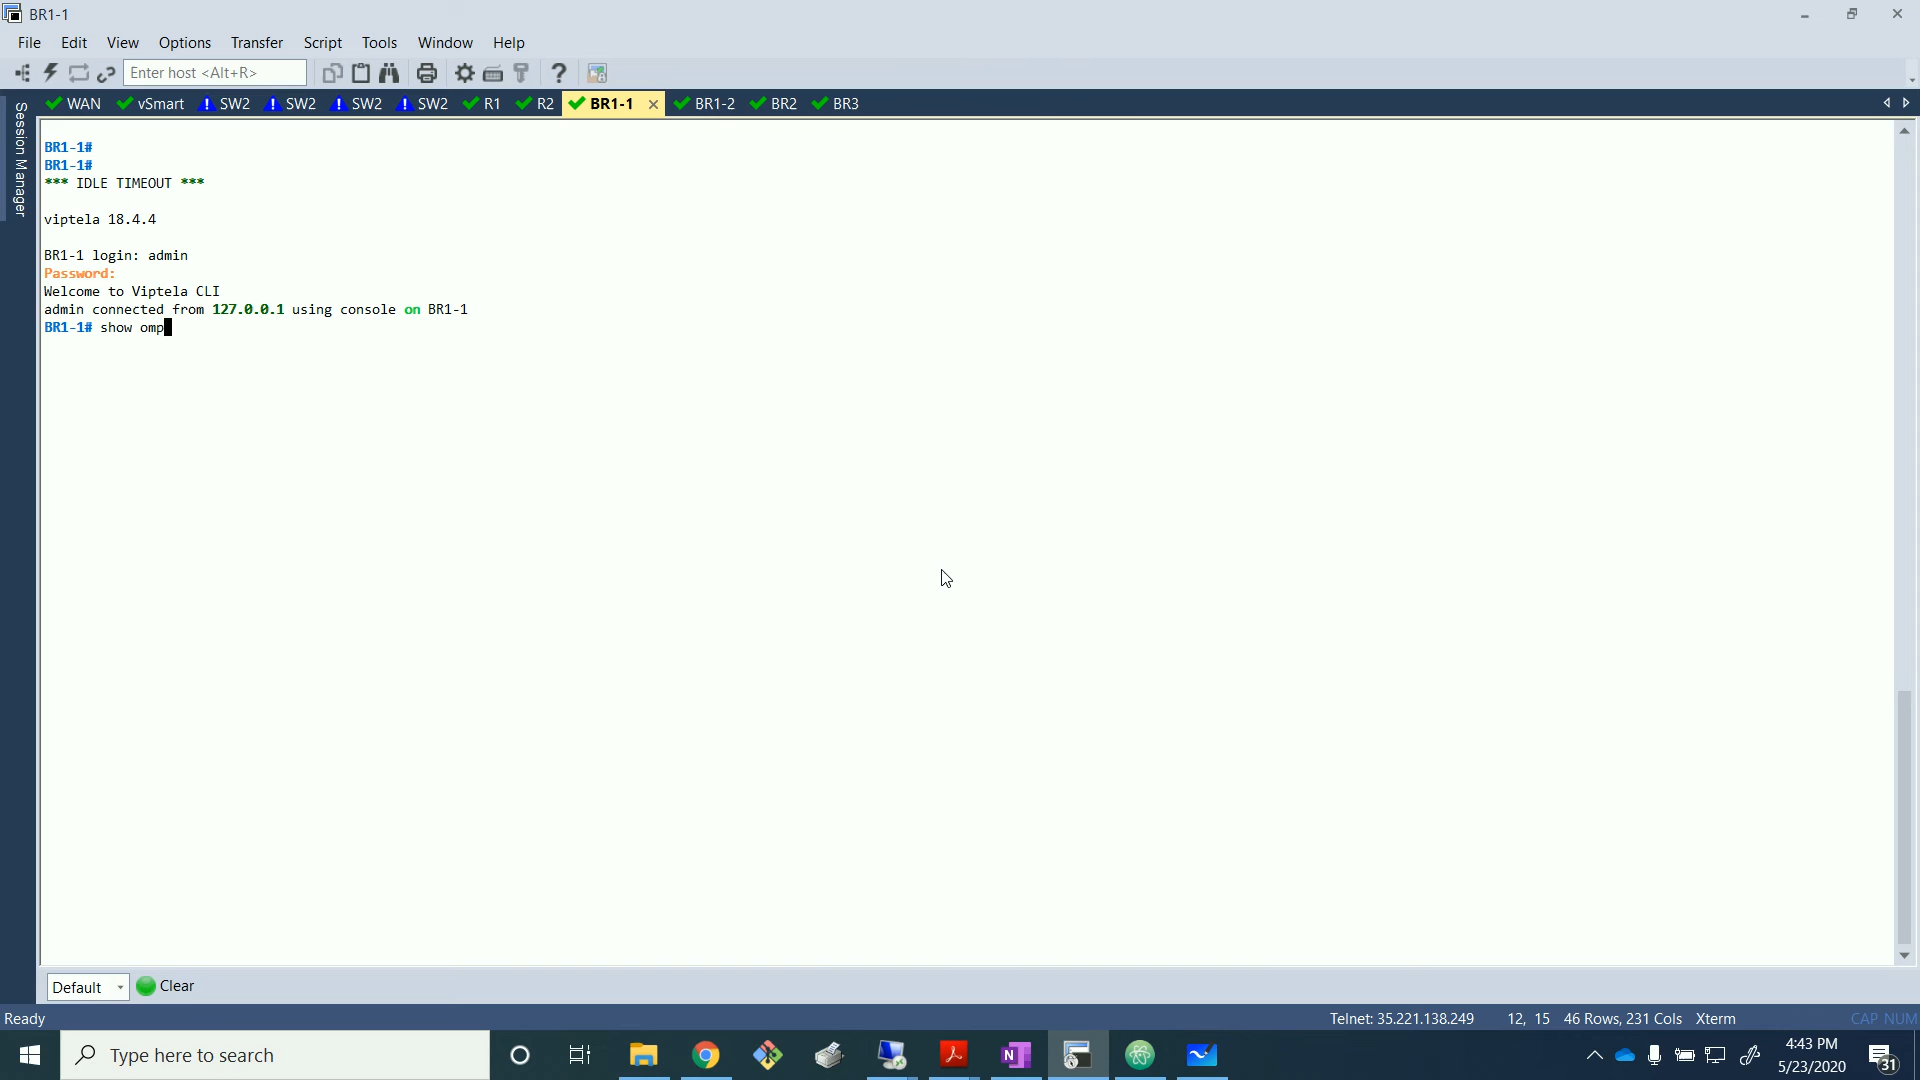 BR1-1
File Edit View Options Transfer Script Tools Window Help
Enter host <Alt+R>
WAN vSmart SW2 SW2 SW2 SW2 R1 R2 BR1-1 BR1-2 BR2 BR3
Session Manager
BR1-1#
BR1-1#
*** IDLE TIMEOUT ***
viptela 18.4.4
BR1-1 login: admin
Password:
Welcome to Viptela CLI
admin connected from 127.0.0.1 using console on BR1-1
BR1-1# show omp
Default Clear
Ready Telnet: 35.221.138.249 12, 15 46 Rows, 231 Cols Xterm CAP NUM
Type here to search
4:43 PM
5/23/2020
31